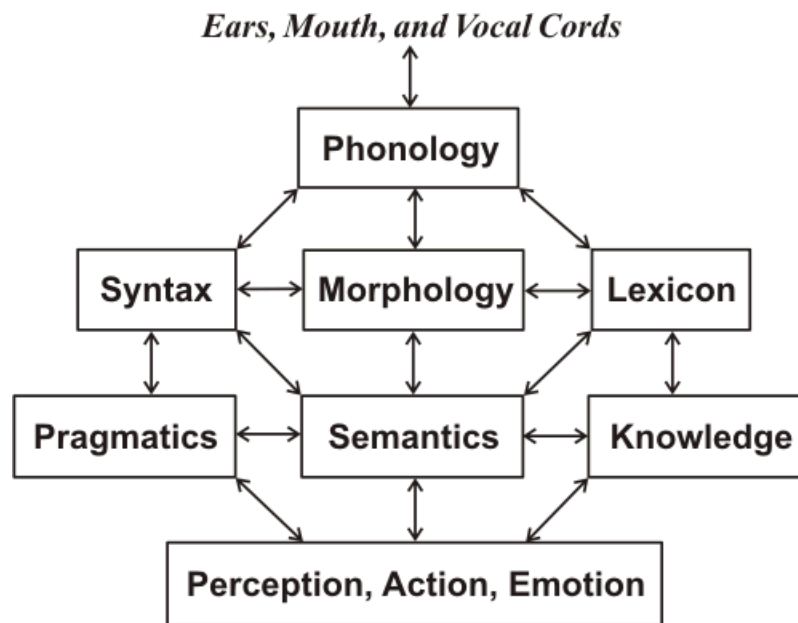 Ears, Mouth, and Vocal Cords
Phonology
Syntax
Morphology
Lexicon
Pragmatics
Semantics
Knowledge
Perception, Action, Emotion